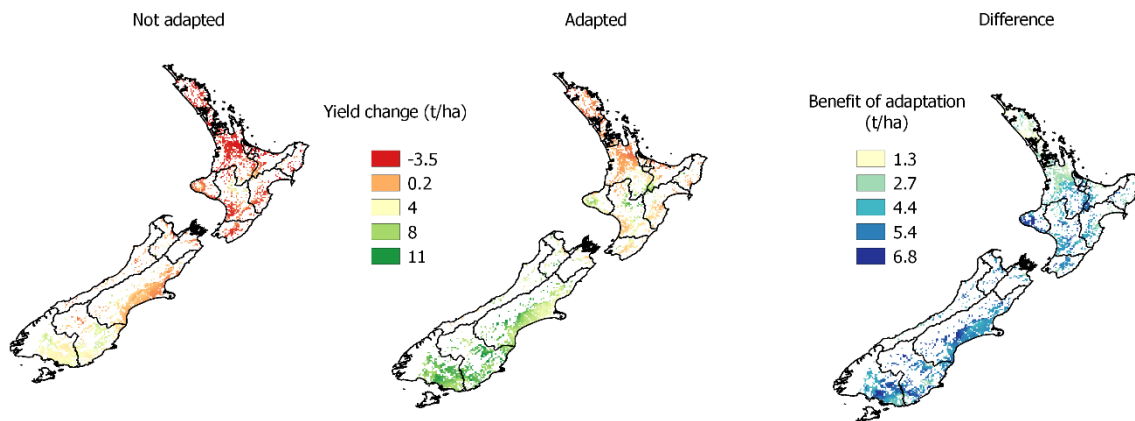 Not adapted
Adapted
Difference
Yield change (t/ha)
-3.5
0.2
4
8
11
Benefit of adaptation
(t/ha)
1.3
2.7
4.4
5.4
6.8